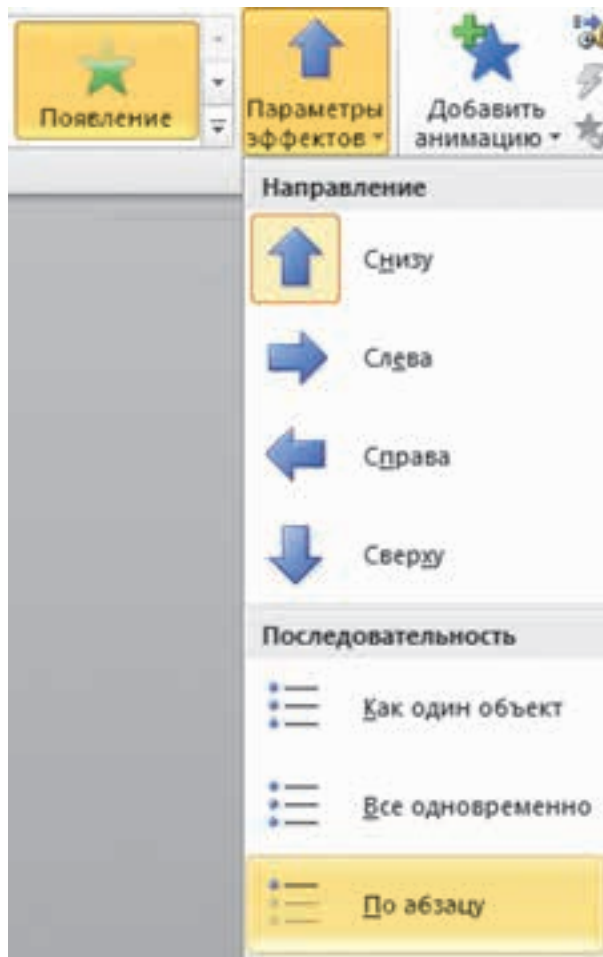 Появление
Параметры
эффектов
Добавить
анимацию
Направление
Снизу
Слева
Справа
Сверху
Последовательность
Как один объект
Все одновременно
По абзацу